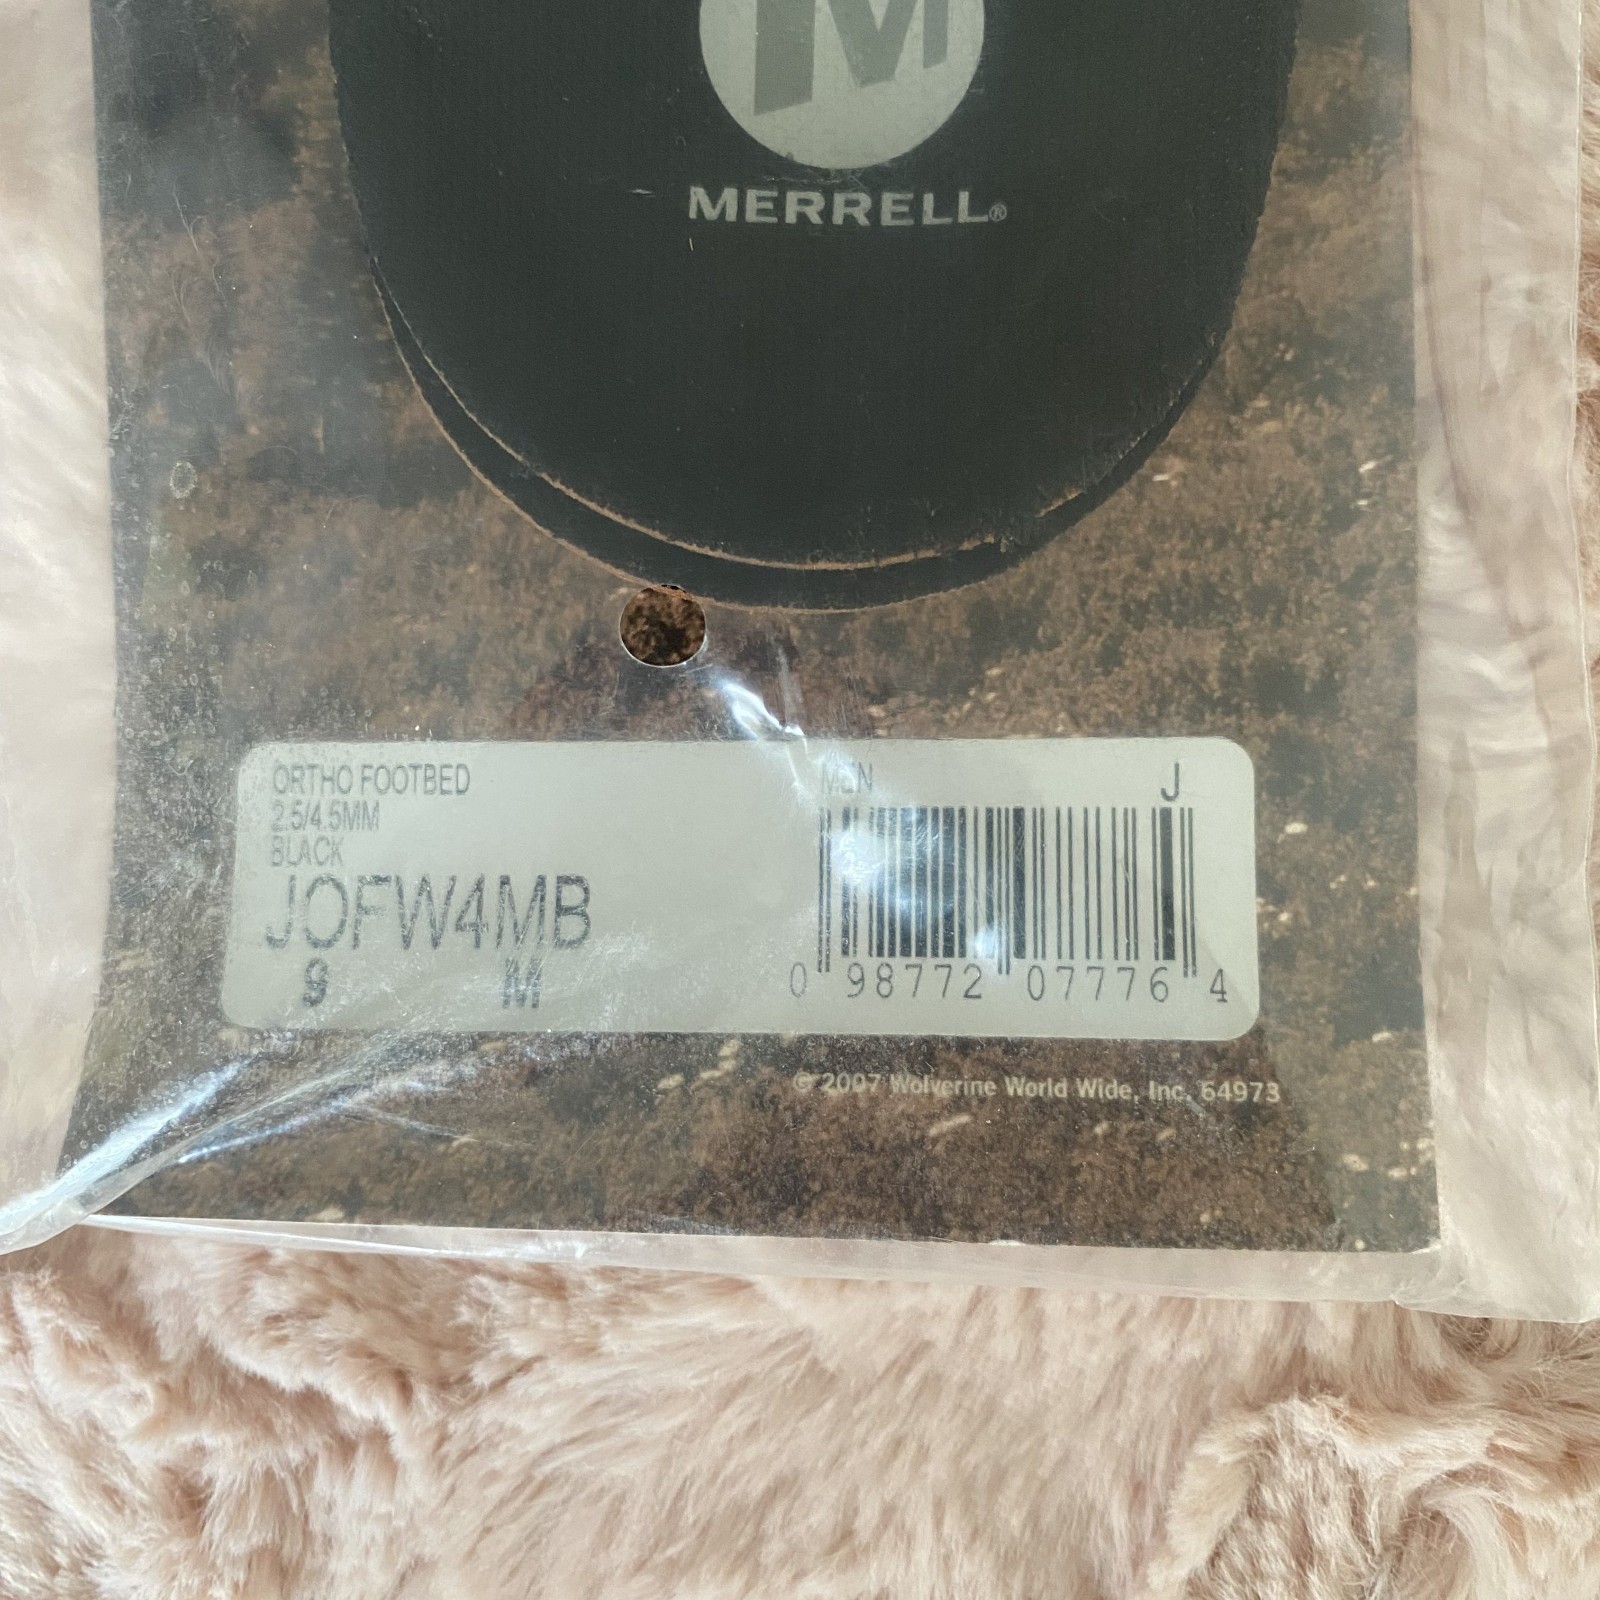 M
MERRELL®
ORTHO FOOTBED
2.5/4.5MM
BLACK
JOFW4MB
9 M
MEN J
0 98772 07776 4
© 2007 Wolverine World Wide, Inc. 64973